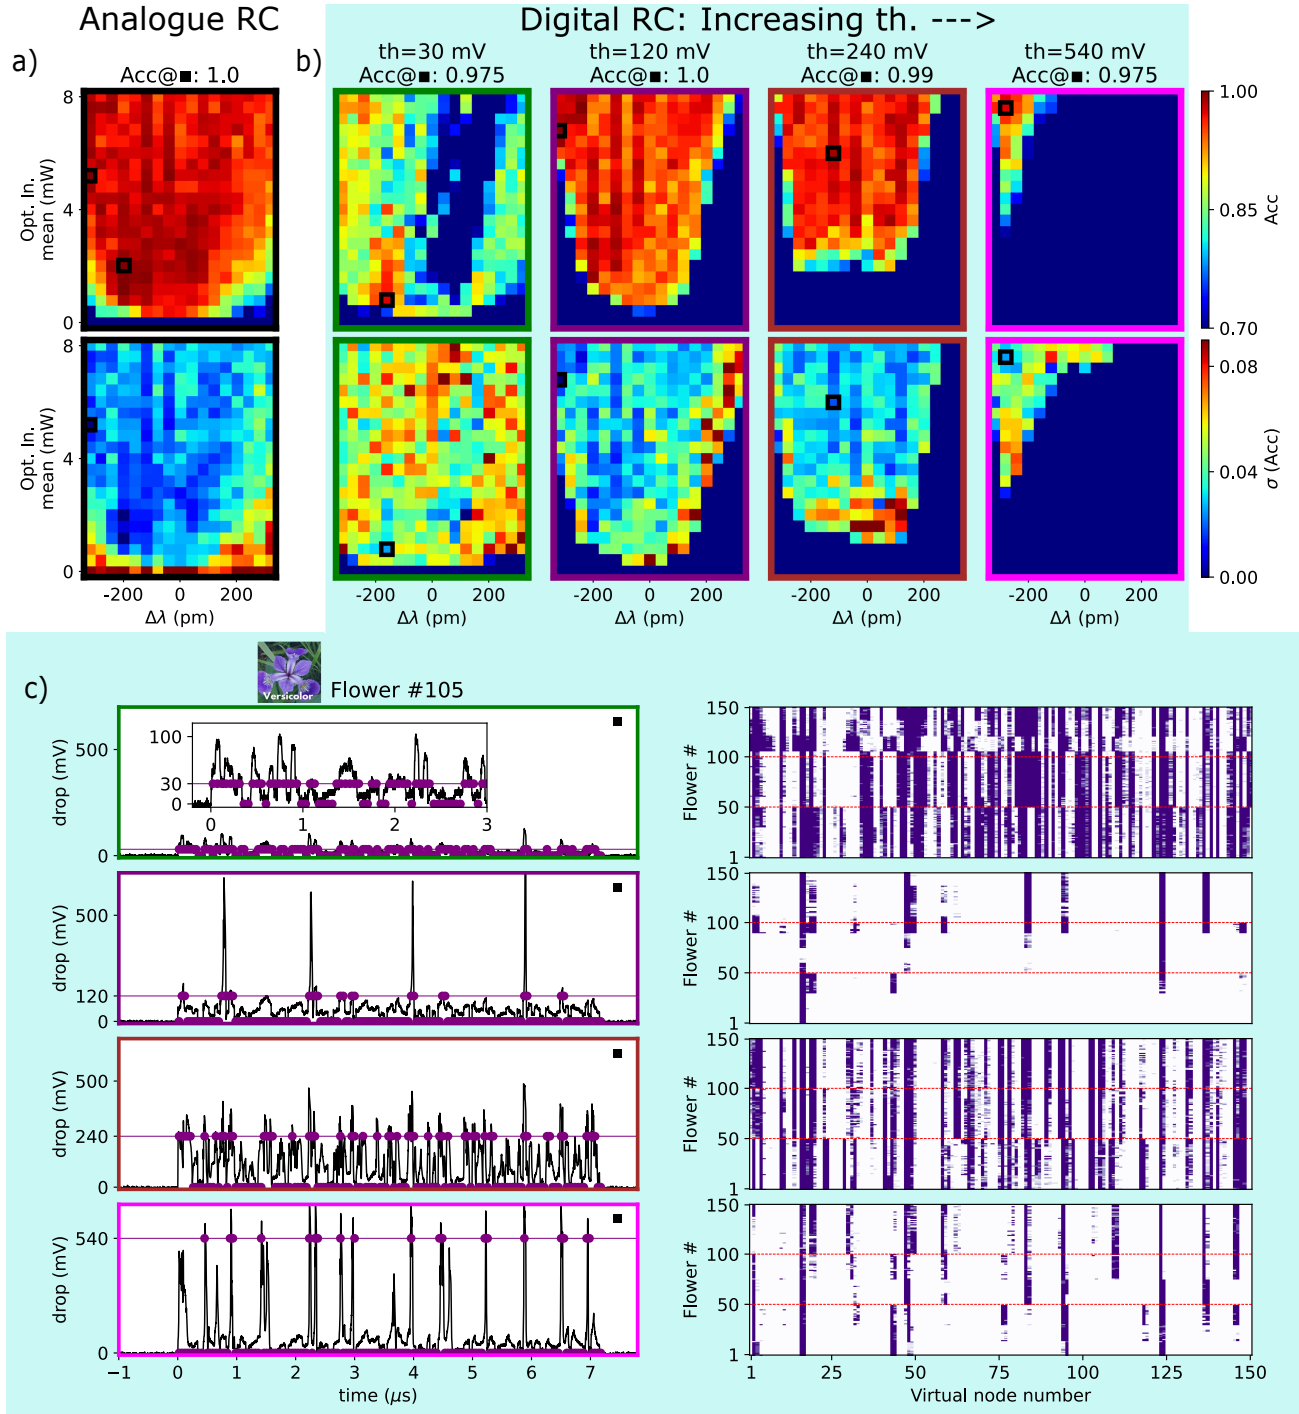 Analogue RC
Digital RC: Increasing th. --->
a)
Acc@■: 1.0
b)
th=30 mV
Acc@■: 0.975
th=120 mV
Acc@■: 1.0
th=240 mV
Acc@■: 0.99
th=540 mV
Acc@■: 0.975
Opt. In.
mean (mW)
8
4
0
1.00
0.85
0.70
Acc
Opt. In.
mean (mW)
8
4
0
0.08
0.04
0.00
σ (Acc)
-200 0 200
Δλ (pm)
-200 0 200
Δλ (pm)
-200 0 200
Δλ (pm)
-200 0 200
Δλ (pm)
-200 0 200
Δλ (pm)
c)
Versicolor
Flower #105
drop (mV)
500
0
100
30
0
0 1 2 3
drop (mV)
500
120
0
drop (mV)
500
240
0
drop (mV)
540
0
−1 0 1 2 3 4 5 6 7
time (μs)
Flower #
150
100
50
1
Flower #
150
100
50
1
Flower #
150
100
50
1
Flower #
150
100
50
1
1 25 50 75 100 125 150
Virtual node number